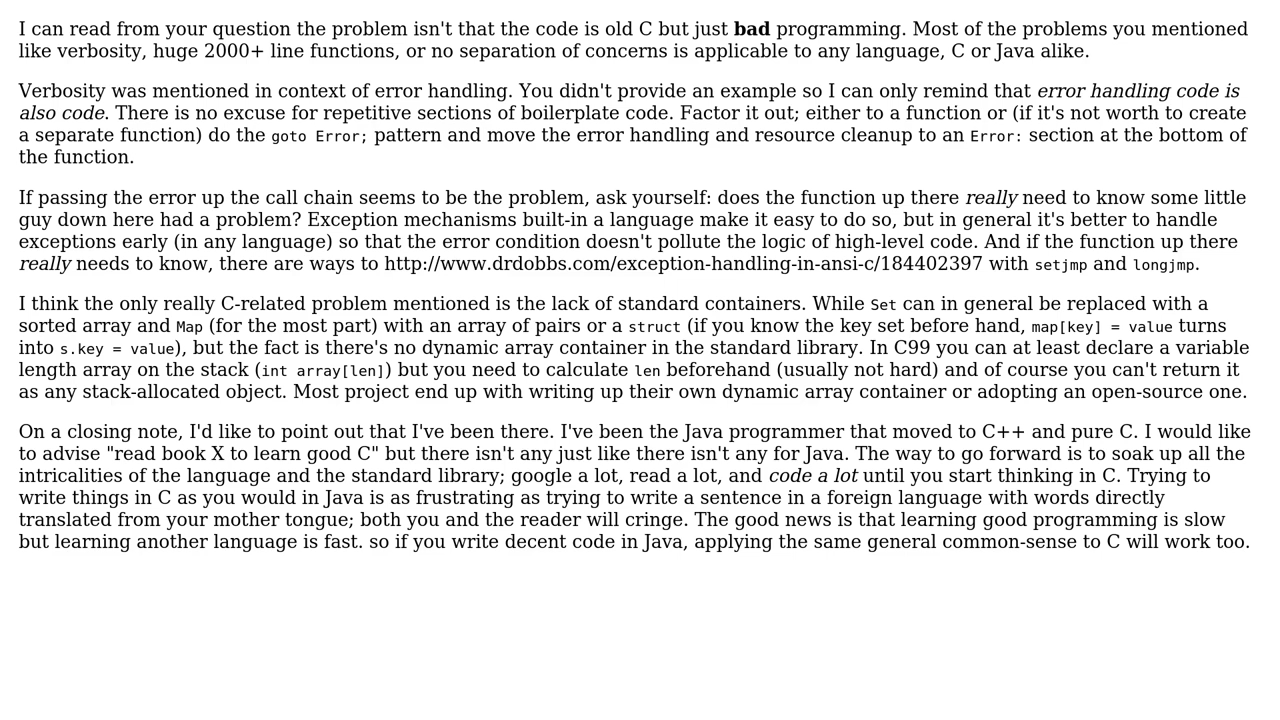 I can read from your question the problem isn't that the code is old C but just bad programming. Most of the problems you mentioned
like verbosity, huge 2000+ line functions, or no separation of concerns is applicable to any language, C or Java alike.
Verbosity was mentioned in context of error handling. You didn't provide an example so I can only remind that error handling code is
also code. There is no excuse for repetitive sections of boilerplate code. Factor it out; either to a function or (if it's not worth to create
a separate function) do the goto Error; pattern and move the error handling and resource cleanup to an Error: section at the bottom of
the function.
If passing the error up the call chain seems to be the problem, ask yourself: does the function up there really need to know some little
guy down here had a problem? Exception mechanisms built-in a language make it easy to do so, but in general it's better to handle
exceptions early (in any language) so that the error condition doesn't pollute the logic of high-level code. And if the function up there
really needs to know, there are ways to http://www.drdobbs.com/exception-handling-in-ansi-c/184402397 with setjmp and longjmp.
I think the only really C-related problem mentioned is the lack of standard containers. While Set can in general be replaced with a
sorted array and Map (for the most part) with an array of pairs or a struct (if you know the key set before hand, map[key] = value turns
into s.key = value), but the fact is there's no dynamic array container in the standard library. In C99 you can at least declare a variable
length array on the stack (int array[len]) but you need to calculate len beforehand (usually not hard) and of course you can't return it
as any stack-allocated object. Most project end up with writing up their own dynamic array container or adopting an open-source one.
On a closing note, I'd like to point out that I've been there. I've been the Java programmer that moved to C++ and pure C. I would like
to advise "read book X to learn good C" but there isn't any just like there isn't any for Java. The way to go forward is to soak up all the
intricalities of the language and the standard library; google a lot, read a lot, and code a lot until you start thinking in C. Trying to
write things in C as you would in Java is as frustrating as trying to write a sentence in a foreign language with words directly
translated from your mother tongue; both you and the reader will cringe. The good news is that learning good programming is slow
but learning another language is fast. so if you write decent code in Java, applying the same general common-sense to C will work too.